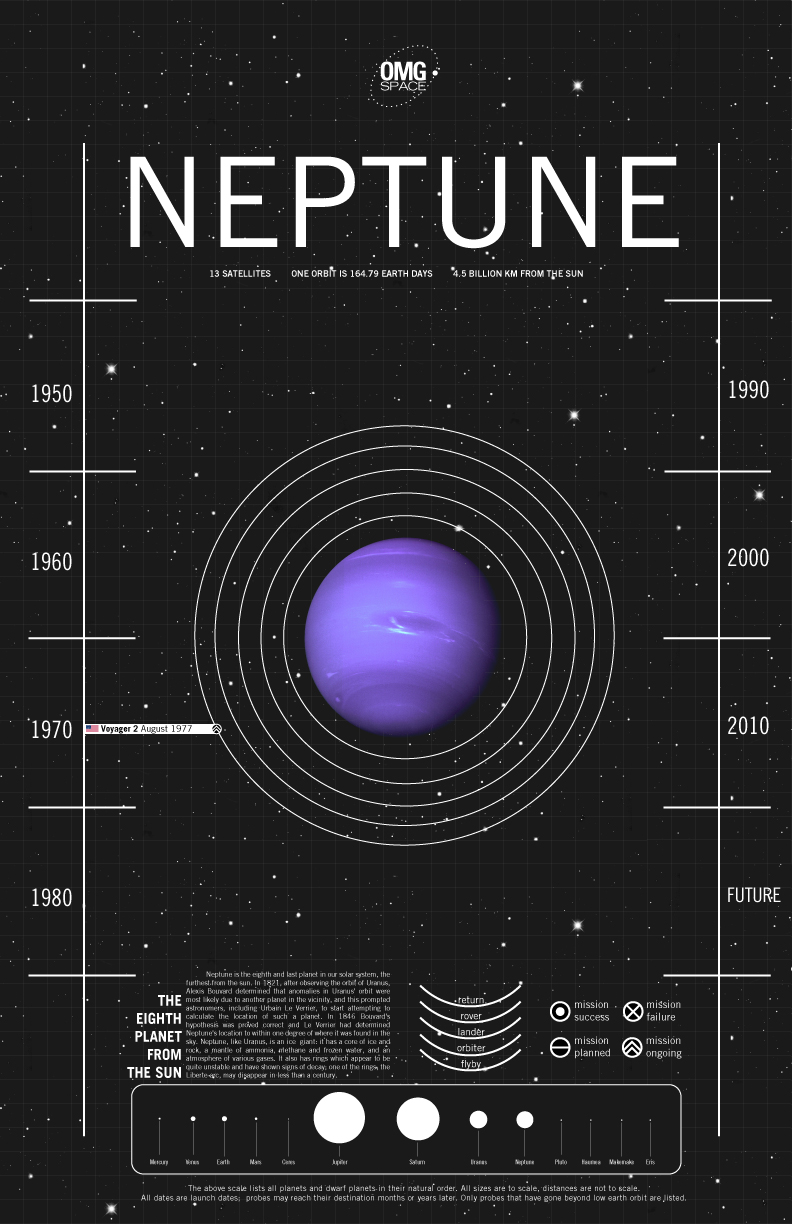 OMG
SPACE
NEPTUNE
13 SATELLITES ONE ORBIT IS 164.79 EARTH DAYS 4.5 BILLION KM FROM THE SUN
1950
1960
1970
1980
Voyager 2 August 1977
1990
2000
2010
FUTURE
THE
EIGHTH
PLANET
FROM
THE SUN
Neptune is the eighth and last planet in our solar system, the
furthest from the sun. In 1821, after observing the orbit of Uranus,
Alexis Bouvard determined that anomalies in Uranus' orbit were
most likely due to another planet in the vicinity, and this prompted
astronomers, including Urbain Le Verrier, to start attempting to
calculate the location of such a planet. In 1846 Bouvard's
hypothesis was proved correct and Le Verrier had determined
Neptune's location to within one degree of where it was found in the
sky. Neptune, like Uranus, is an ice giant: it has a core of ice and
rock, a mantle of ammonia, methane and frozen water, and an
atmosphere of various gases. It also has rings which appear to be
quite unstable and have shown signs of decay; one of the rings, the
Liberte arc, may disappear in less than a century.
return
rover
lander
orbiter
flyby
mission
success
mission
failure
mission
planned
mission
ongoing
Mercury Venus Earth Mars Ceres Jupiter Saturn Uranus Neptune Pluto Haumea Makemake Eris
The above scale lists all planets and dwarf planets in their natural order. All sizes are to scale, distances are not to scale.
All dates are launch dates; probes may reach their destination months or years later. Only probes that have gone beyond low earth orbit are listed.